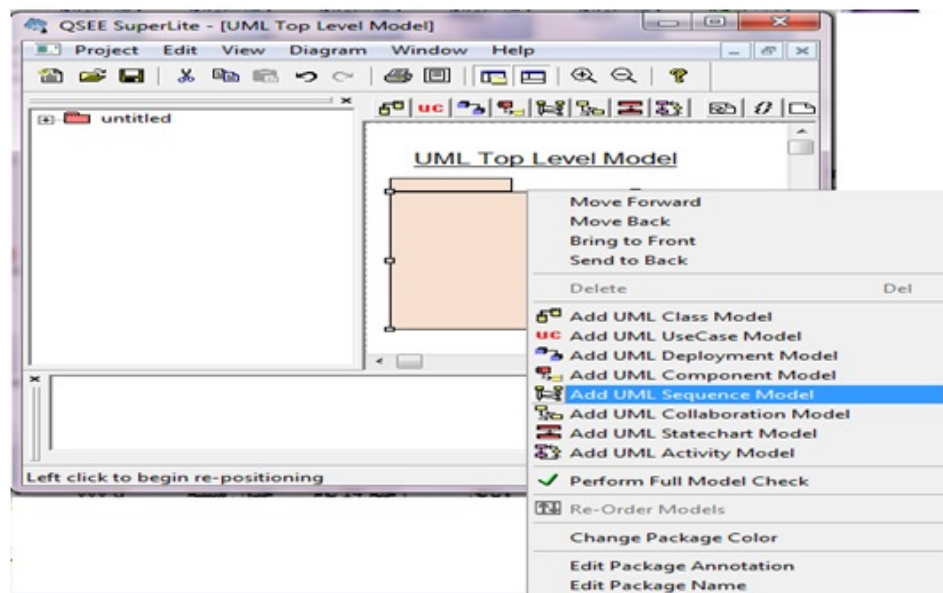 QSEE SuperLite - [UML Top Level Model]
Project Edit View Diagram Window Help
untitled
uc
UML Top Level Model
Move Forward
Move Back
Bring to Front
Send to Back
Delete Del
Add UML Class Model
uc Add UML UseCase Model
Add UML Deployment Model
Add UML Component Model
Add UML Sequence Model
Add UML Collaboration Model
Add UML Statechart Model
Add UML Activity Model
Perform Full Model Check
Re-Order Models
Change Package Color
Edit Package Annotation
Edit Package Name
Left click to begin re-positioning